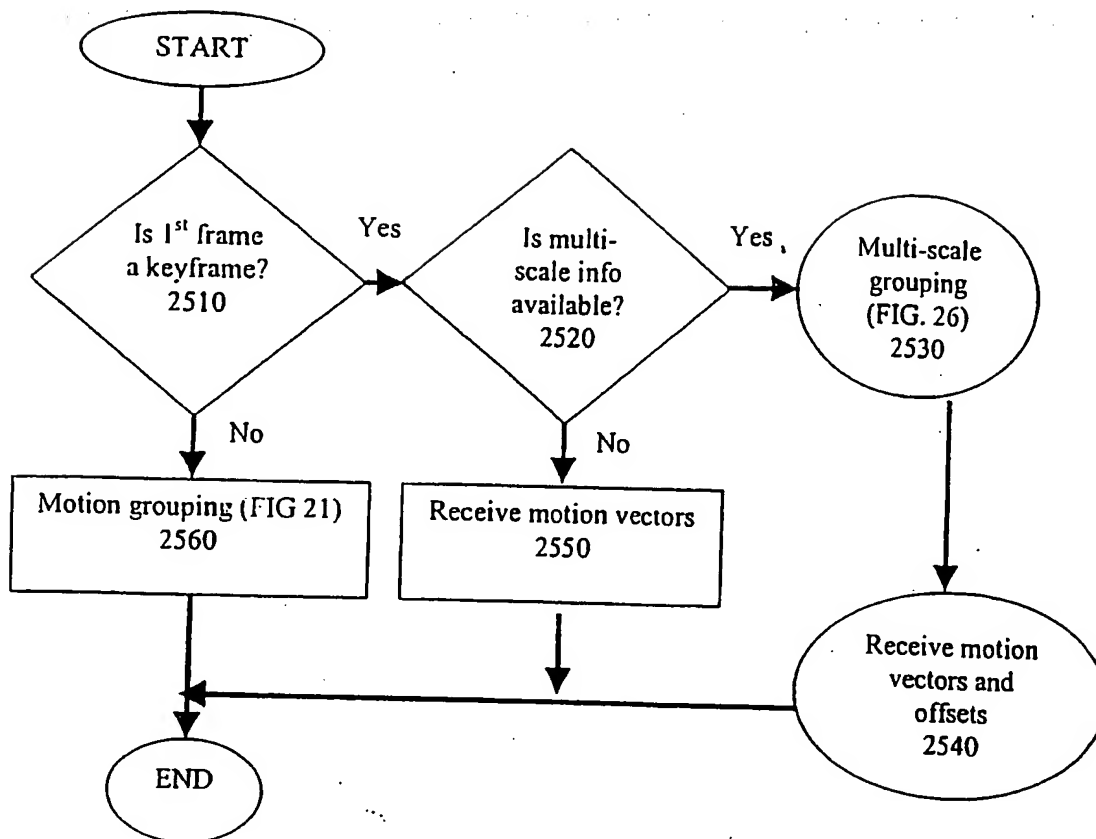 START
Is 1st frame
a keyframe?
2510
Yes
Is multi-
scale info
available?
2520
Yes
Multi-scale
grouping
(FIG. 26)
2530
No
No
Motion grouping (FIG 21)
2560
Receive motion vectors
2550
Receive motion
vectors and
offsets
2540
END